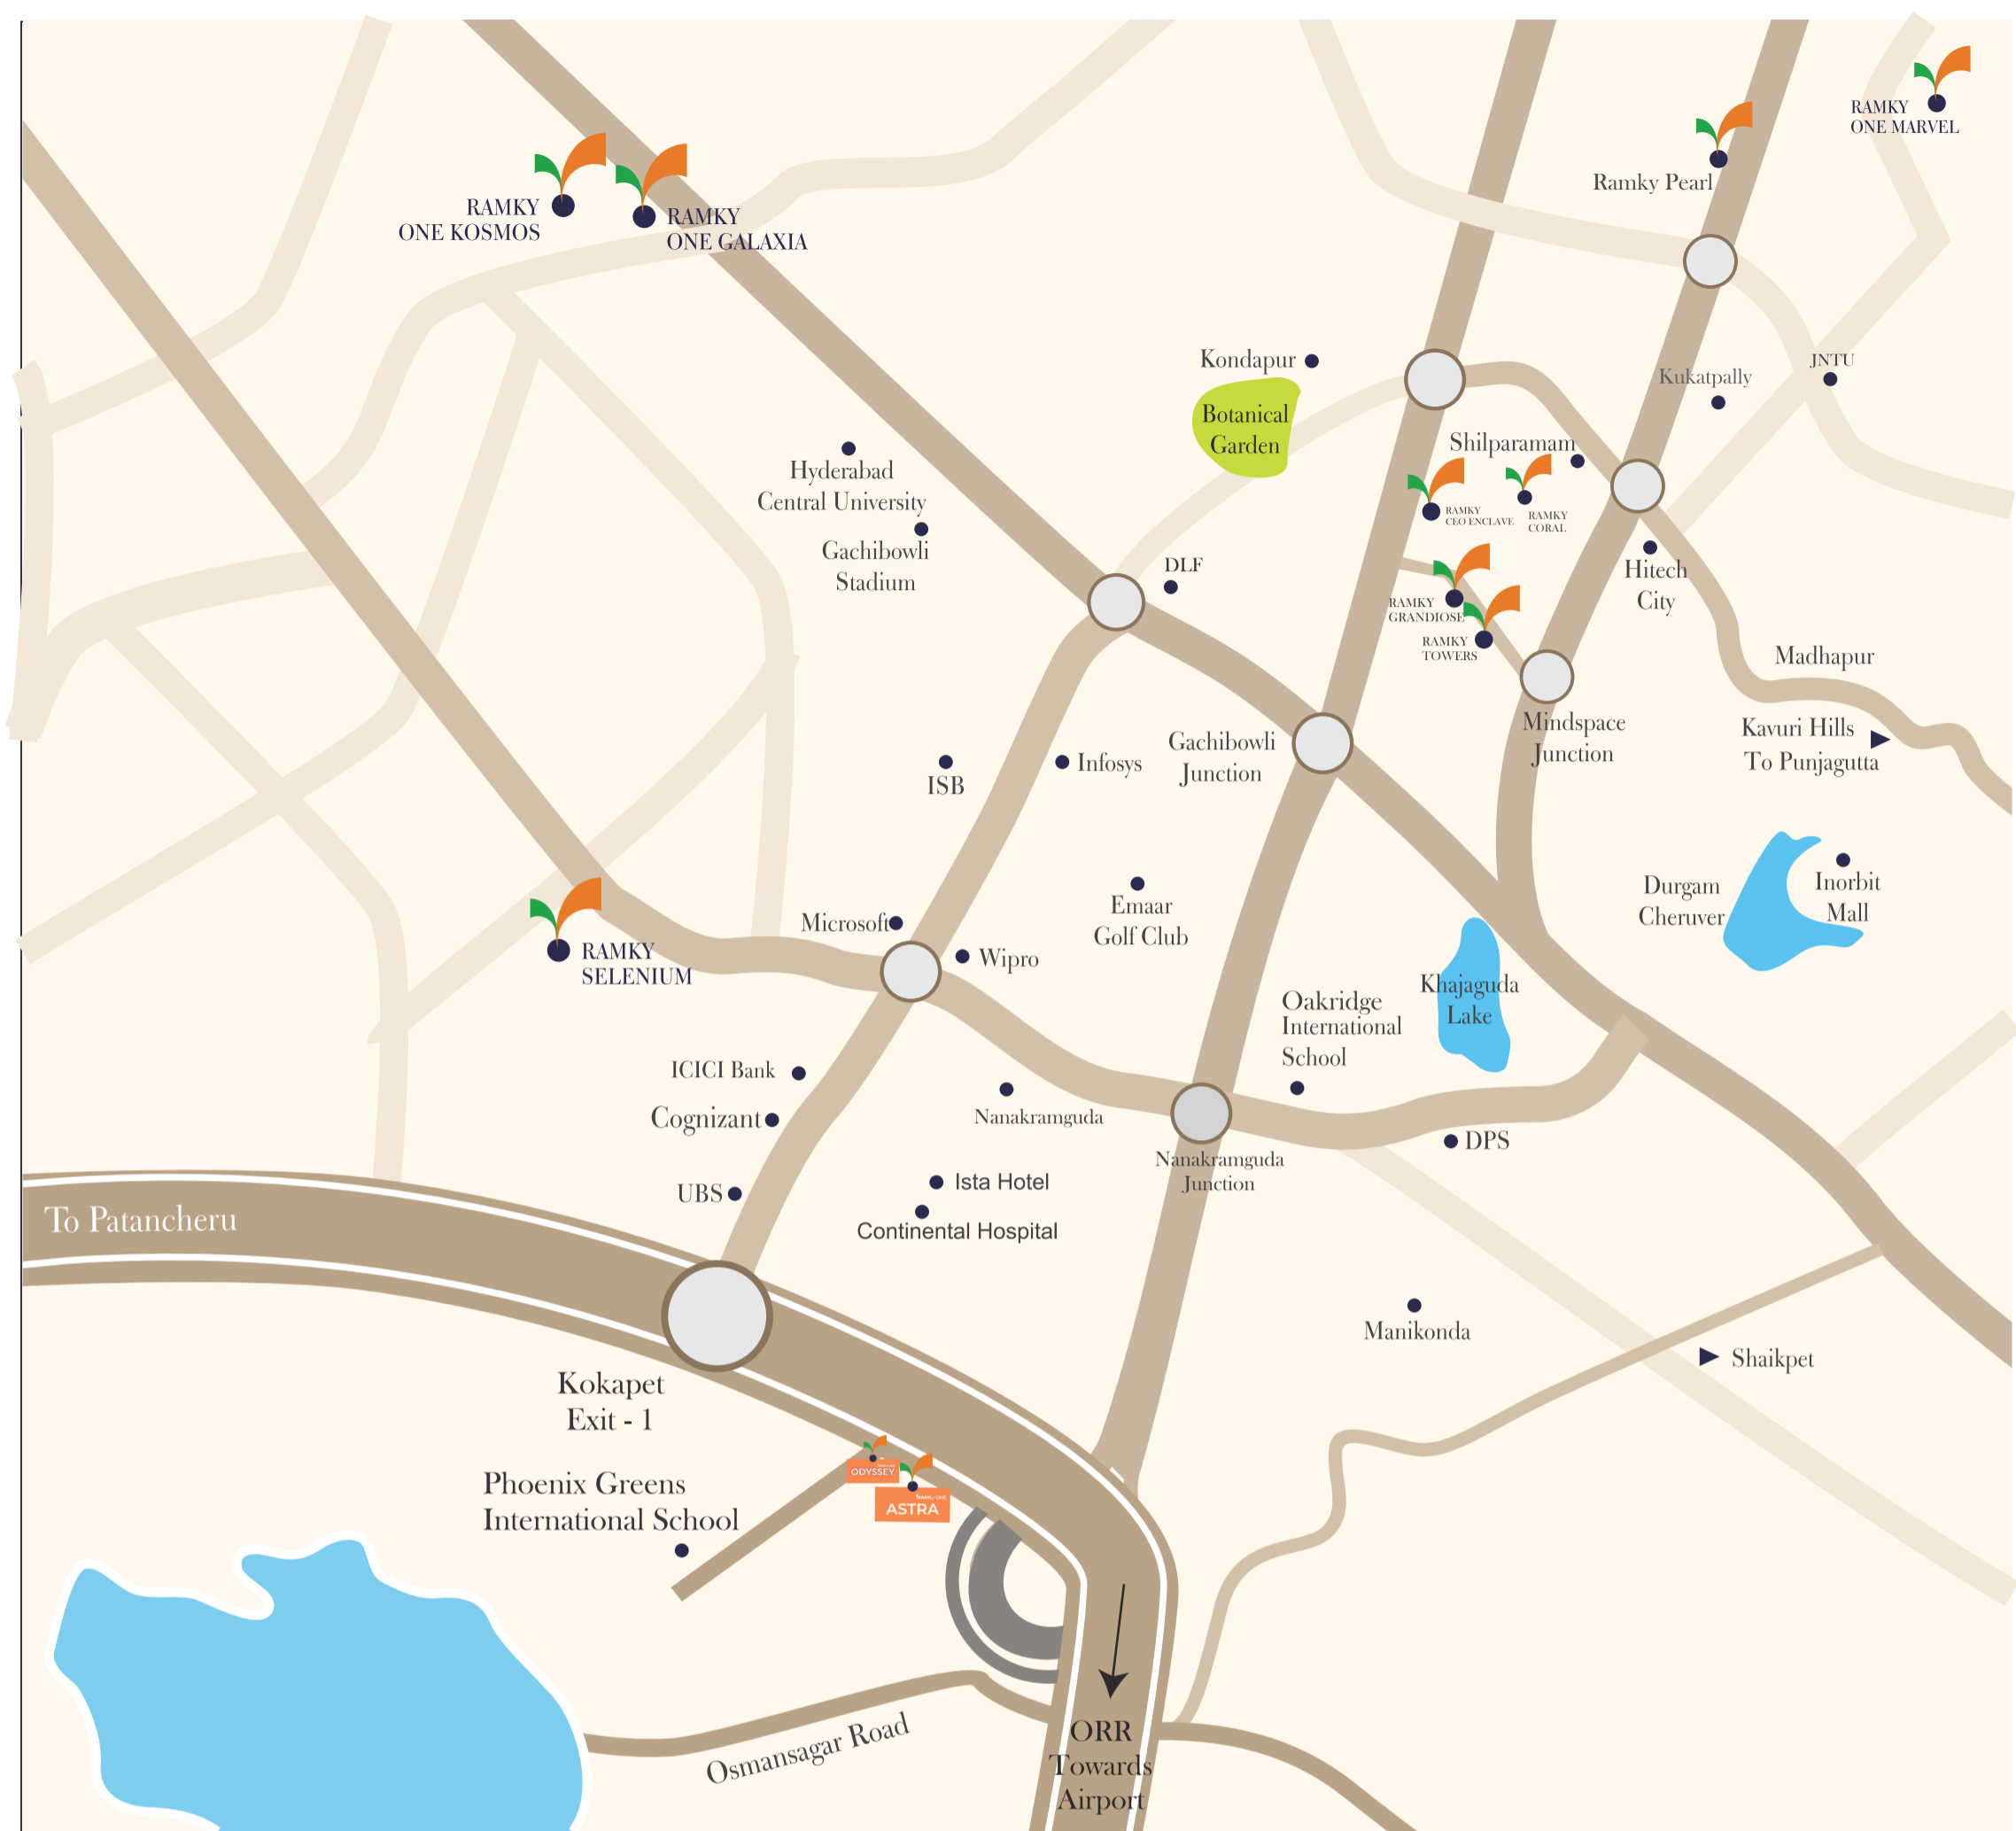 RAMKY
ONE MARVEL
Ramky Pearl
RAMKY
ONE KOSMOS
RAMKY
ONE GALAXIA
Kondapur
Botanical
Garden
JNTU
Kukatpally
Shilparamam
Hyderabad
Central University
RAMKY
CEO ENCLAVE
RAMKY
CORAL
Gachibowli
Stadium
DLF
Hitech
City
RAMKY
GRANDIOSE
RAMKY
TOWERS
Madhapur
Mindspace
Junction
Kavuri Hills
To Punjagutta
Gachibowli
Junction
ISB
Infosys
Durgam
Cheruver
Inorbit
Mall
Emaar
Golf Club
Microsoft
Wipro
RAMKY
SELENIUM
Khajaguda
Lake
Oakridge
International
School
ICICI Bank
Cognizant
Nanakramguda
DPS
Nanakramguda
Junction
UBS
Ista Hotel
Continental Hospital
To Patancheru
Manikonda
Shaikpet
Kokapet
Exit - 1
ODYSSEY
ASTRA
Phoenix Greens
International School
Osmansagar Road
ORR
Towards
Airport